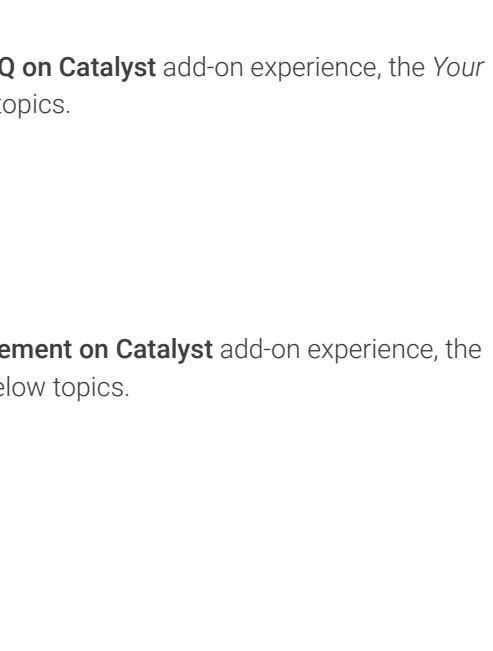 Q on Catalyst add-on experience, the Your
topics.
ement on Catalyst add-on experience, the
elow topics.